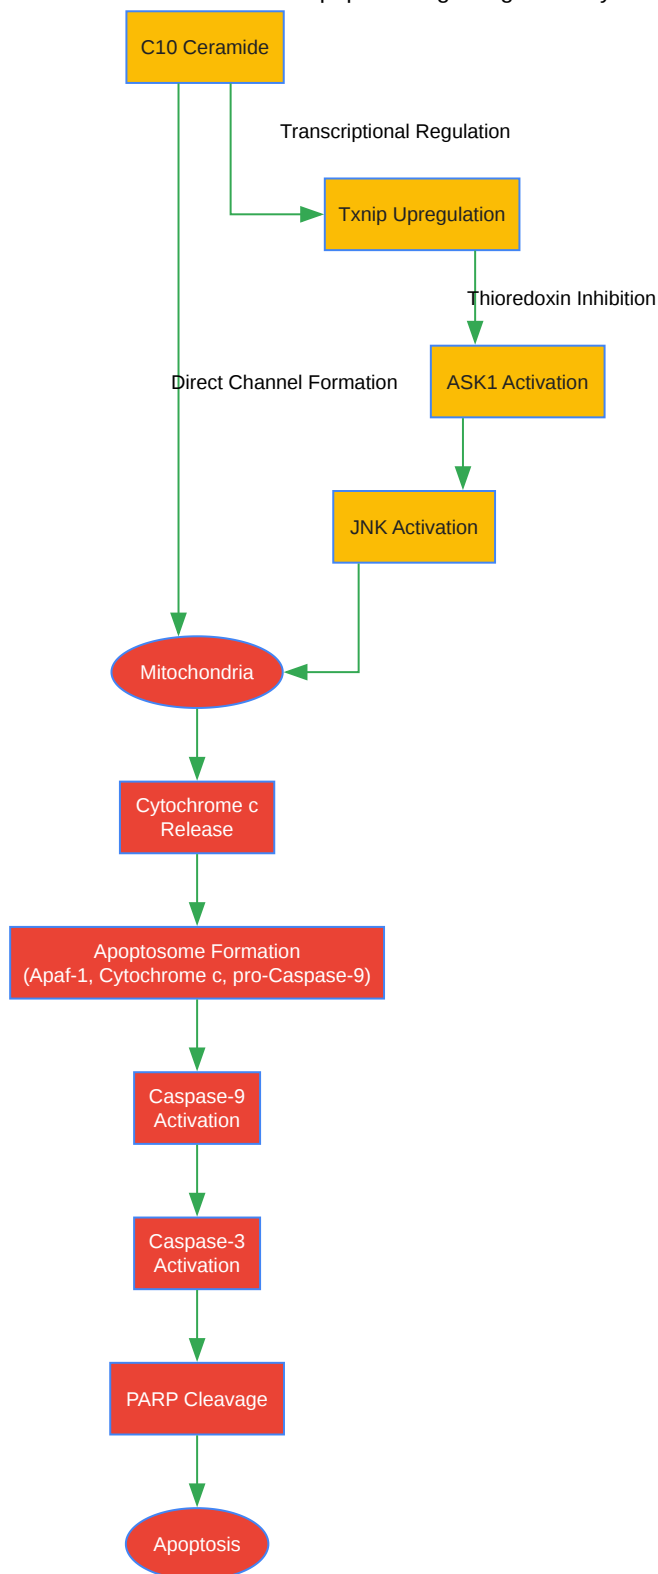 C10 Ceramide
Transcriptional Regulation
Txnip Upregulation
Thioredoxin Inhibition
Direct Channel Formation
ASK1 Activation
JNK Activation
Mitochondria
Cytochrome c
Release
Apoptosome Formation
(Apaf-1, Cytochrome c, pro-Caspase-9)
Caspase-9
Activation
Caspase-3
Activation
PARP Cleavage
Apoptosis